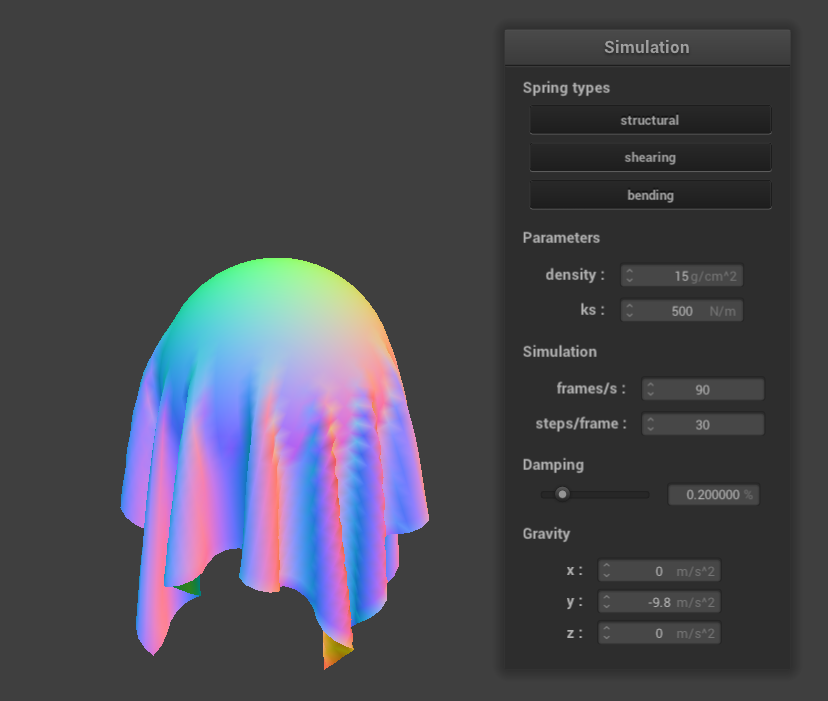 Simulation
Spring types
structural
shearing
bending
Parameters
density : 15 g/cm^2
ks : 500 N/m
Simulation
frames/s : 90
steps/frame : 30
Damping
0.200000 %
Gravity
x : 0 m/s^2
y : -9.8 m/s^2
z : 0 m/s^2